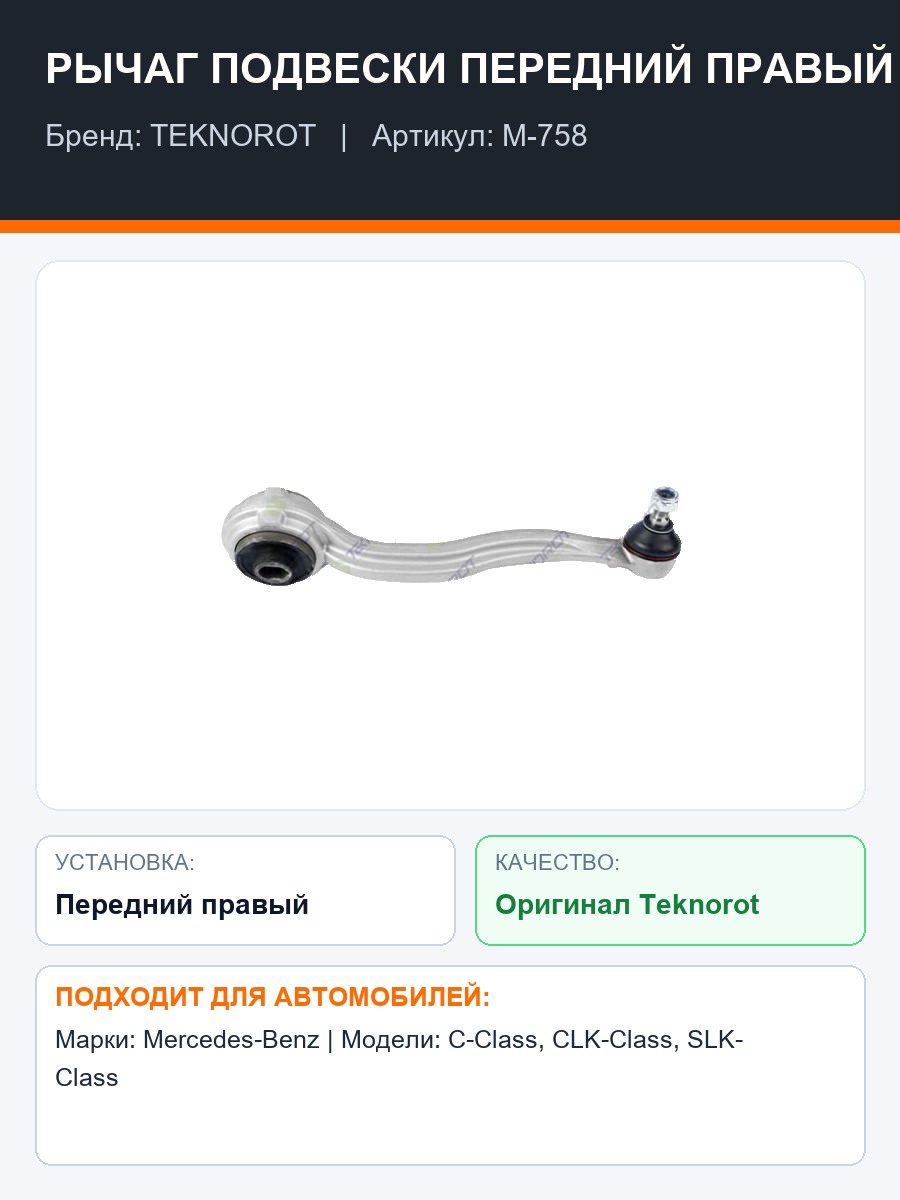 РЫЧАГ ПОДВЕСКИ ПЕРЕДНИЙ ПРАВЫЙ
Бренд: TEKNOROT | Артикул: M-758
УСТАНОВКА:
Передний правый
КАЧЕСТВО:
Оригинал Teknorot
ПОДХОДИТ ДЛЯ АВТОМОБИЛЕЙ:
Марки: Mercedes-Benz | Модели: C-Class, CLK-Class, SLK-
Class